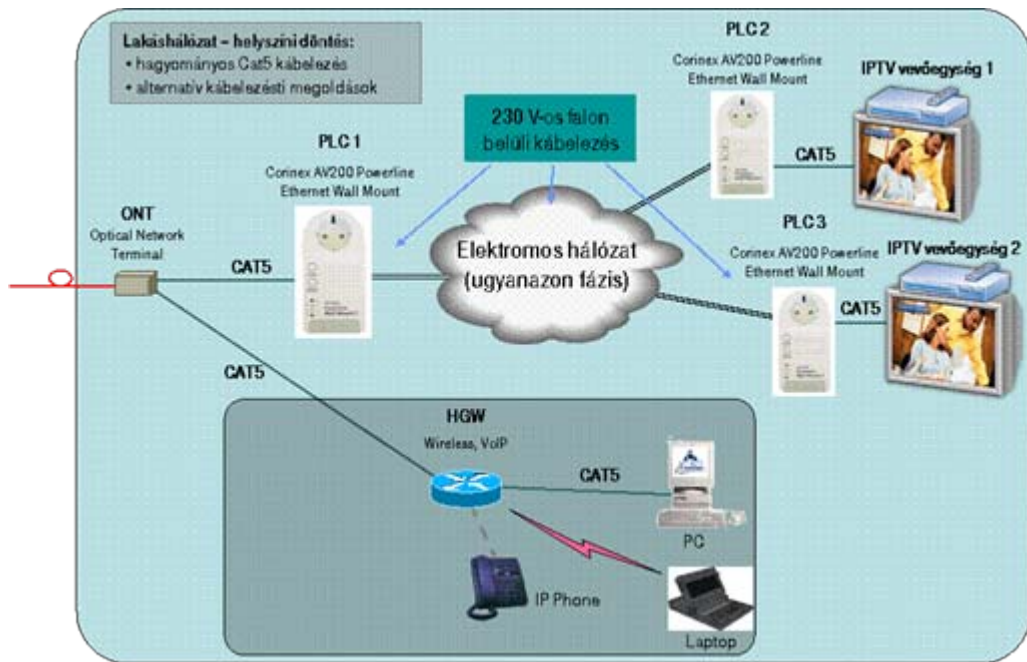 Lakáshálózat – helyszíni döntés:
• hagyományos Cat5 kábelezés
• alternatív kábelezési megoldások
230 V-os falon
belüli kábelezés
PLC 2
Corinex AV200 Powerline
Ethernet Wall Mount
IPTV vevőegység 1
CAT5
PLC 1
Corinex AV200 Powerline
Ethernet Wall Mount
ONT
Optical Network
Terminal
CAT5
Elektromos hálózat
(ugyanazon fázis)
PLC 3
Corinex AV200 Powerline
Ethernet Wall Mount
IPTV vevőegység 2
CAT5
CAT5
HGW
Wireless, VoIP
CAT5
PC
IP Phone
Laptop